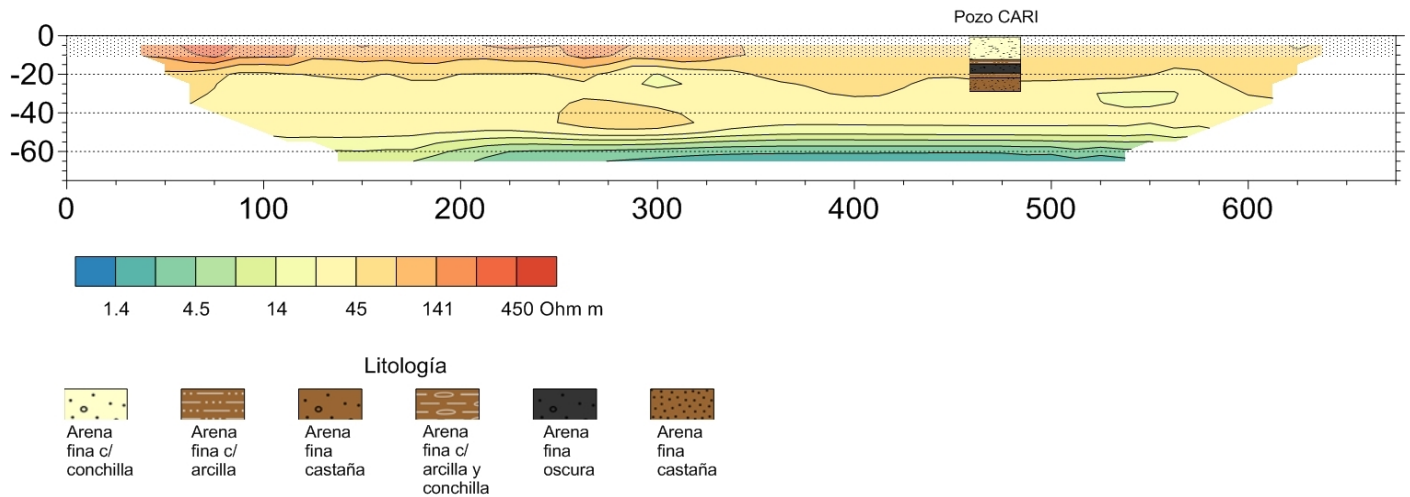 Pozo CARI
0
-20
-40
-60
0 100 200 300 400 500 600
1.4 4.5 14 45 141 450 Ohm m
Litología
Arena
fina c/
conchilla
Arena
fina c/
arcilla
Arena
fina
castaña
Arena
fina c/
arcilla y
conchilla
Arena
fina
oscura
Arena
fina
castaña